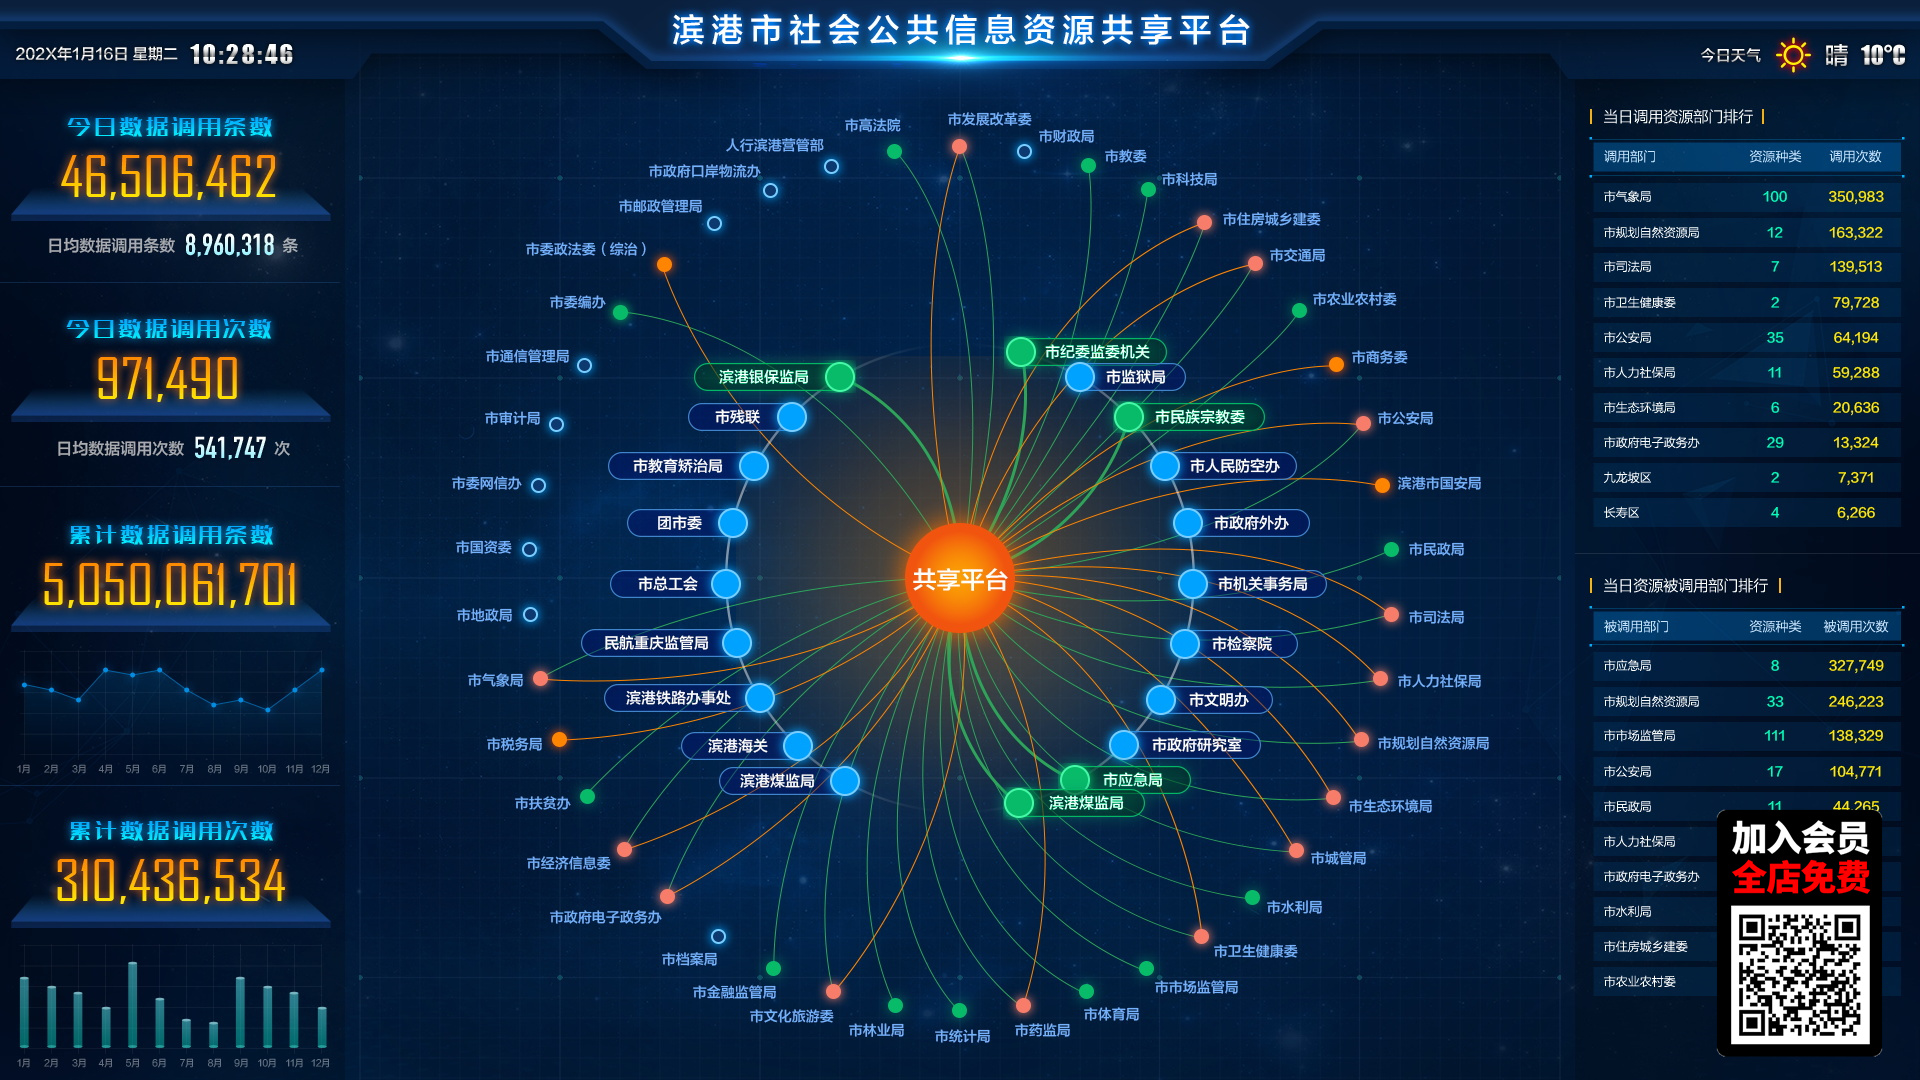 滨港市社会公共信息资源共享平台
202X年1月16日 星期二 10:28:46
今日天气 晴 10°C
今日数据调用条数
46,506,462
日均数据调用条数 8,960,318 条
今日数据调用次数
971,490
日均数据调用次数 541,747 次
累计数据调用条数
5,050,061,701
1月 2月 3月 4月 5月 6月 7月 8月 9月 10月 11月 12月
累计数据调用次数
310,436,534
1月 2月 3月 4月 5月 6月 7月 8月 9月 10月 11月 12月
市发展改革委
市财政局
市教委
市科技局
市住房城乡建委
市交通局
市农业农村委
市商务委
市公安局
滨港市国安局
市民政局
市司法局
市人力社保局
市规划自然资源局
市生态环境局
市城管局
市水利局
市卫生健康委
市市场监管局
市体育局
市药监局
市统计局
市林业局
市文化旅游委
市金融监管局
市档案局
市政府电子政务办
市经济信息委
市扶贫办
市税务局
市气象局
市地政局
市国资委
市委网信办
市审计局
市通信管理局
市委编办
市委政法委（综治）
市邮政管理局
市政府口岸物流办
人行滨港营管部
市高法院
滨港银保监局
市残联
市教育矫治局
团市委
市总工会
民航重庆监管局
滨港铁路办事处
滨港海关
滨港煤监局
共享平台
市纪委监委机关
市监狱局
市民族宗教委
市人民防空办
市政府外办
市机关事务局
市检察院
市文明办
市政府研究室
市应急局
滨港煤监局
当日调用资源部门排行
调用部门 资源种类 调用次数
市气象局 100 350,983
市规划自然资源局 12 163,322
市司法局 7 139,513
市卫生健康委 2 79,728
市公安局 35 64,194
市人力社保局 11 59,288
市生态环境局 6 20,636
市政府电子政务办 29 13,324
九龙坡区 2 7,371
长寿区 4 6,266
当日资源被调用部门排行
被调用部门 资源种类 被调用次数
市应急局 8 327,749
市规划自然资源局 33 246,223
市市场监管局 111 138,329
市公安局 17 104,771
市民政局 11 44,265
市人力社保局
市政府电子政务办
市水利局
市住房城乡建委
市农业农村委
加入会员
全店免费